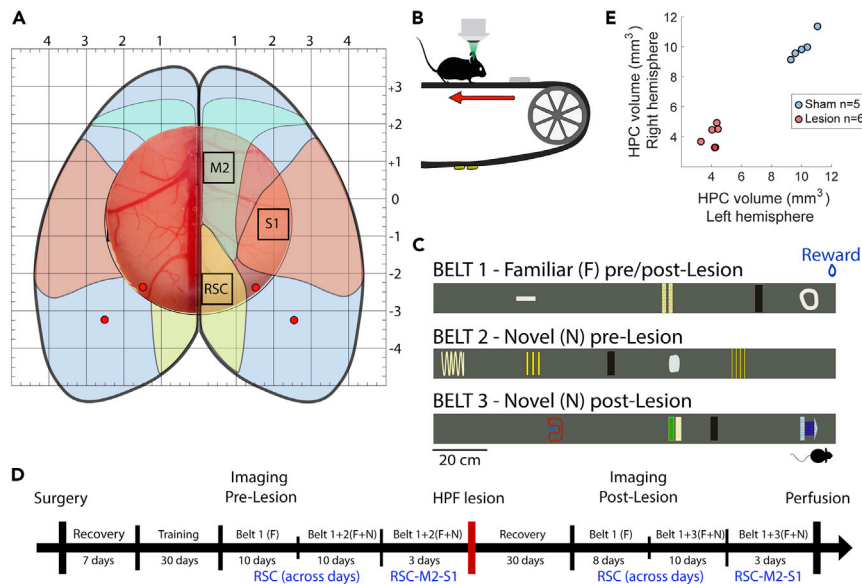 A
4 3 2 1 1 2 3 4
+3
+2
+1
0
-1
-2
-3
-4
M2
S1
RSC
B
E
HPC volume (mm³)
Right hemisphere
12
10
8
6
4
4 5 6 7 8 9 10 11 12
HPC volume (mm³)
Left hemisphere
Sham n=5
Lesion n=6
C
Reward
BELT 1 - Familiar (F) pre/post-Lesion
BELT 2 - Novel (N) pre-Lesion
BELT 3 - Novel (N) post-Lesion
20 cm
D
Surgery
Imaging
Pre-Lesion
HPF lesion
Imaging
Post-Lesion
Perfusion
Recovery Training Belt 1 (F) Belt 1+2(F+N) Belt 1+2(F+N) Recovery Belt 1 (F) Belt 1+3(F+N) Belt 1+3(F+N)
7 days 30 days 10 days 10 days 3 days 30 days 8 days 10 days 3 days
RSC (across days) RSC-M2-S1 RSC (across days) RSC-M2-S1